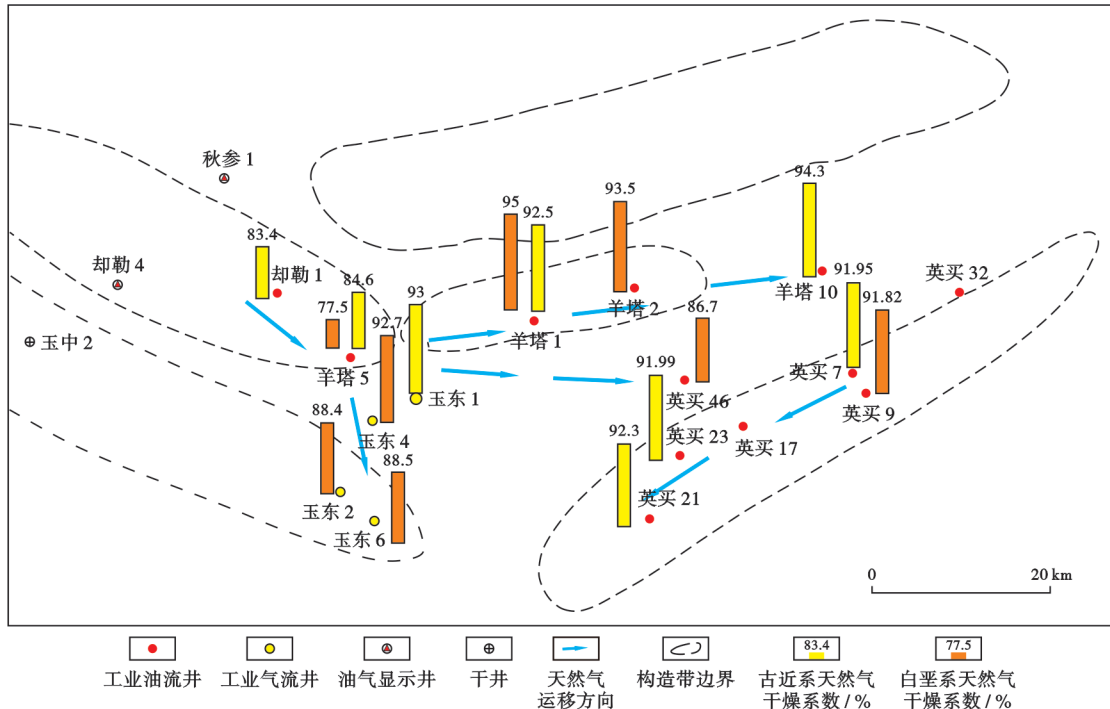 94.3
秋参 1
93.5
95
92.5
83.4
91.95
英买 32
却勒 4
却勒 1
84.6
93
羊塔 2
羊塔 10
91.82
77.5
92.7
86.7
羊塔 1
玉中 2
羊塔 5
91.99
英买 7
英买 46
玉东 1
英买 9
88.4
玉东 4
92.3
英买 23
英买 17
88.5
英买 21
玉东 2
玉东 6
0
20 km
83.4
77.5
工业油流井
工业气流井
油气显示井
干井
天然气
运移方向
构造带边界
古近系天然气
干燥系数 / %
白垩系天然气
干燥系数 / %